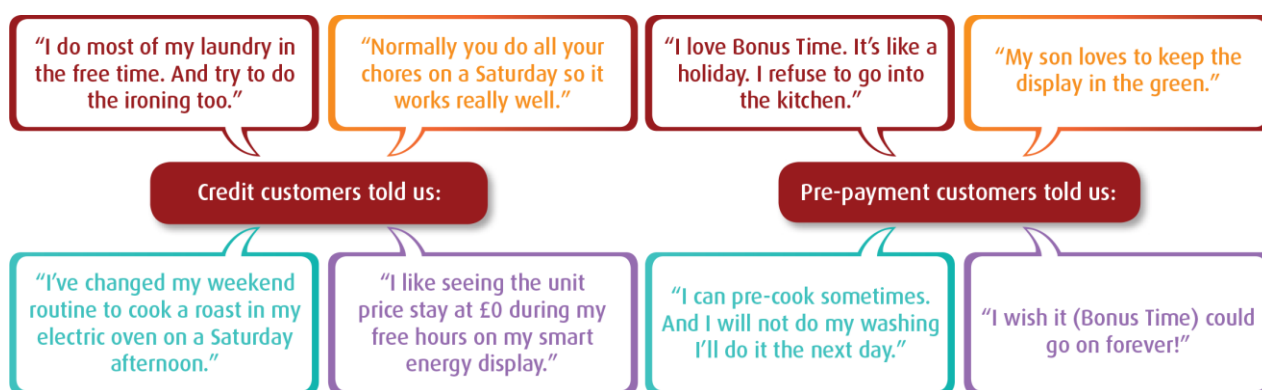 “I do most of my laundry in
the free time. And try to do
the ironing too.”
“Normally you do all your
chores on a Saturday so it
works really well.”
“I love Bonus Time. It’s like a
holiday. I refuse to go into
the kitchen.”
“My son loves to keep the
display in the green.”
Credit customers told us:
Pre-payment customers told us:
“I’ve changed my weekend
routine to cook a roast in my
electric oven on a Saturday
afternoon.”
“I like seeing the unit
price stay at £0 during my
free hours on my smart
energy display.”
“I can pre-cook sometimes.
And I will not do my washing
I’ll do it the next day.”
“I wish it (Bonus Time) could
go on forever!”